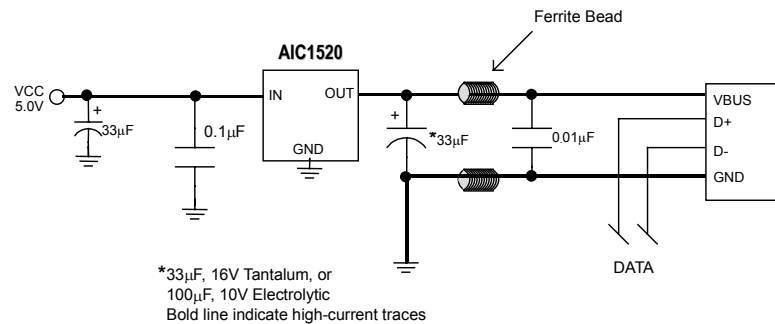 Ferrite Bead
AIC1520
VCC
5.0V
+
33µF
0.1µF
IN
OUT
GND
+
*33µF
0.01µF
VBUS
D+
D-
GND
DATA
*33µF, 16V Tantalum, or
100µF, 10V Electrolytic
Bold line indicate high-current traces